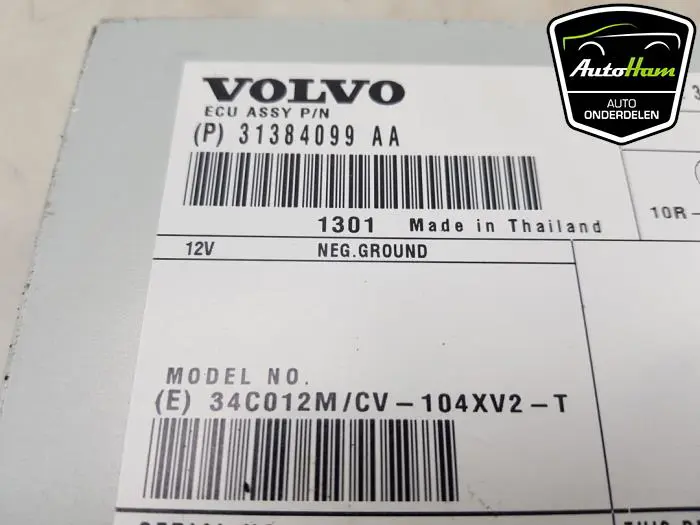 VOLVO
ECU ASSY P/N
(P) 31384099 AA
1301 Made in Thailand
12V NEG.GROUND
MODEL NO.
(E) 34C012M/CV-104XV2-T
3
10R-
AutoHam
AUTO
ONDERDELEN